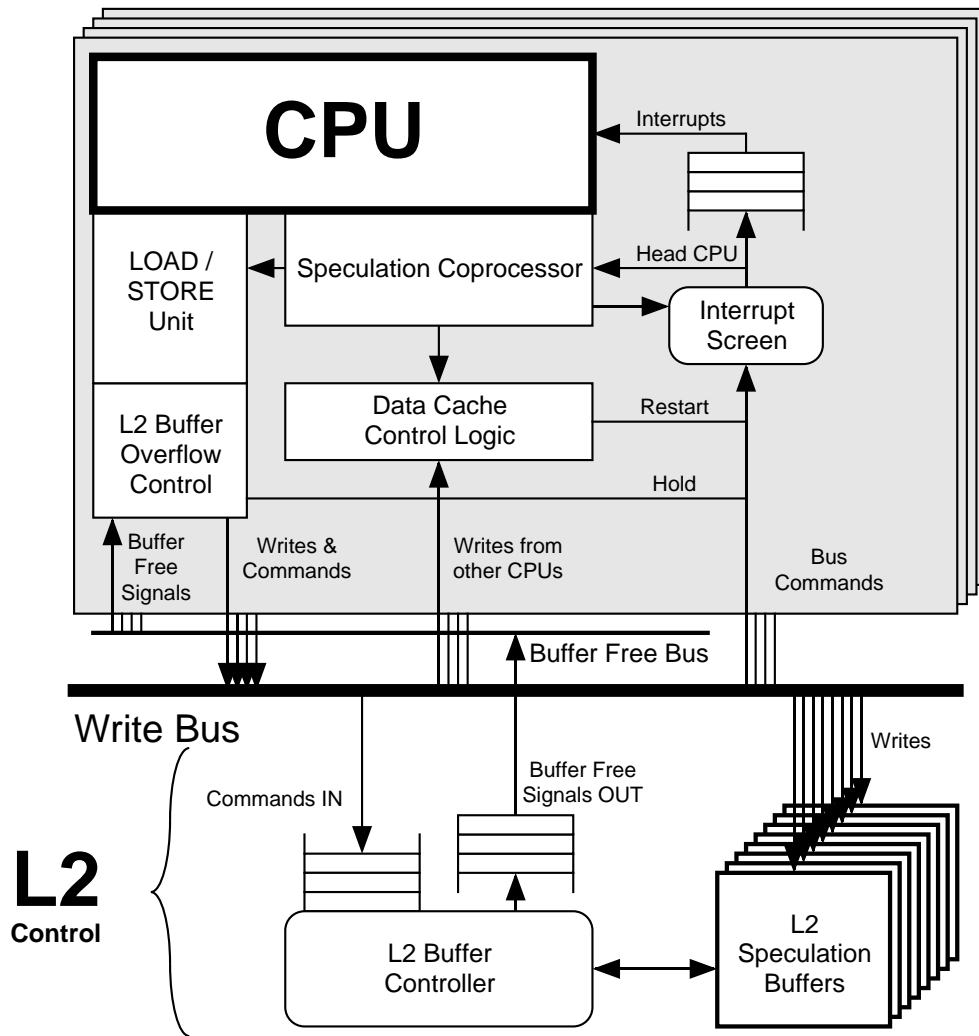 CPU
Interrupts
LOAD /
STORE
Unit
Speculation Coprocessor
Head CPU
Interrupt
Screen
L2 Buffer
Overflow
Control
Data Cache
Control Logic
Restart
Hold
Buffer
Free
Signals
Writes &
Commands
Writes from
other CPUs
Bus
Commands
Buffer Free Bus
Write Bus
Writes
Commands IN
Buffer Free
Signals OUT
L2
Control
L2 Buffer
Controller
L2
Speculation
Buffers